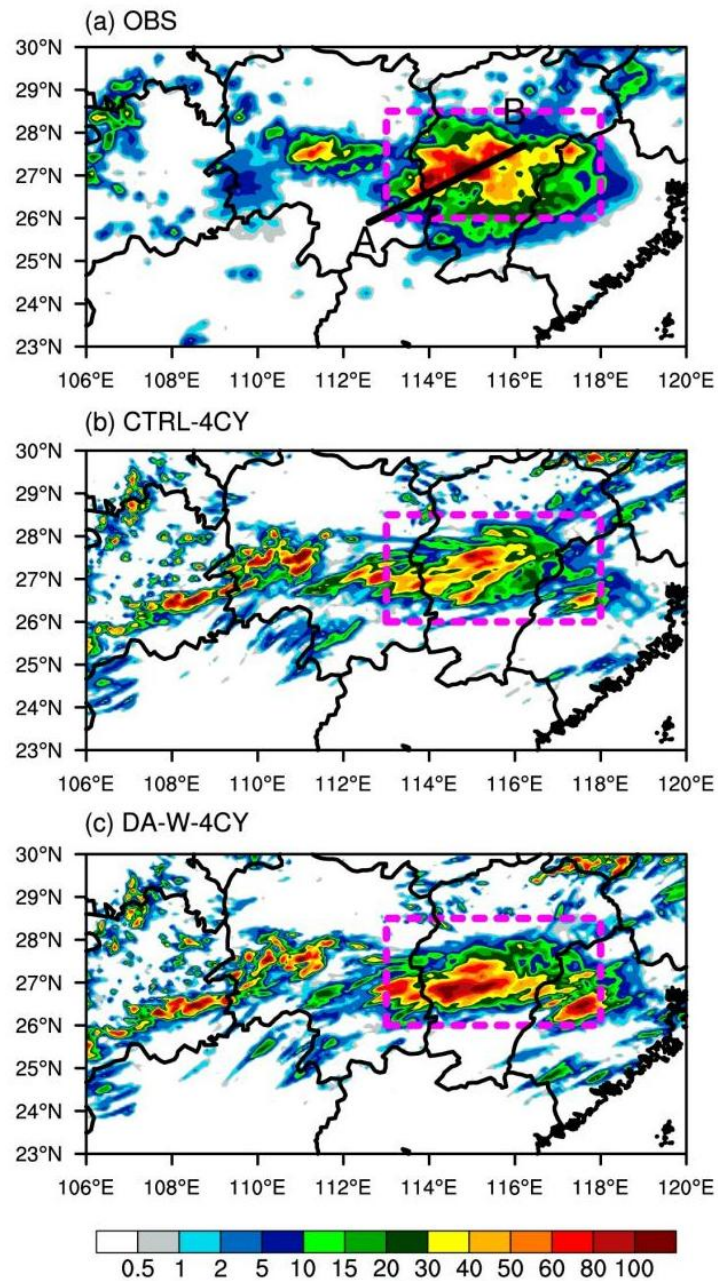 (a) OBS
30°N
29°N
28°N
27°N
26°N
25°N
24°N
23°N
B
A
106°E 108°E 110°E 112°E 114°E 116°E 118°E 120°E
(b) CTRL-4CY
30°N
29°N
28°N
27°N
26°N
25°N
24°N
23°N
106°E 108°E 110°E 112°E 114°E 116°E 118°E 120°E
(c) DA-W-4CY
30°N
29°N
28°N
27°N
26°N
25°N
24°N
23°N
106°E 108°E 110°E 112°E 114°E 116°E 118°E 120°E
0.5 1 2 5 10 15 20 30 40 50 60 80 100